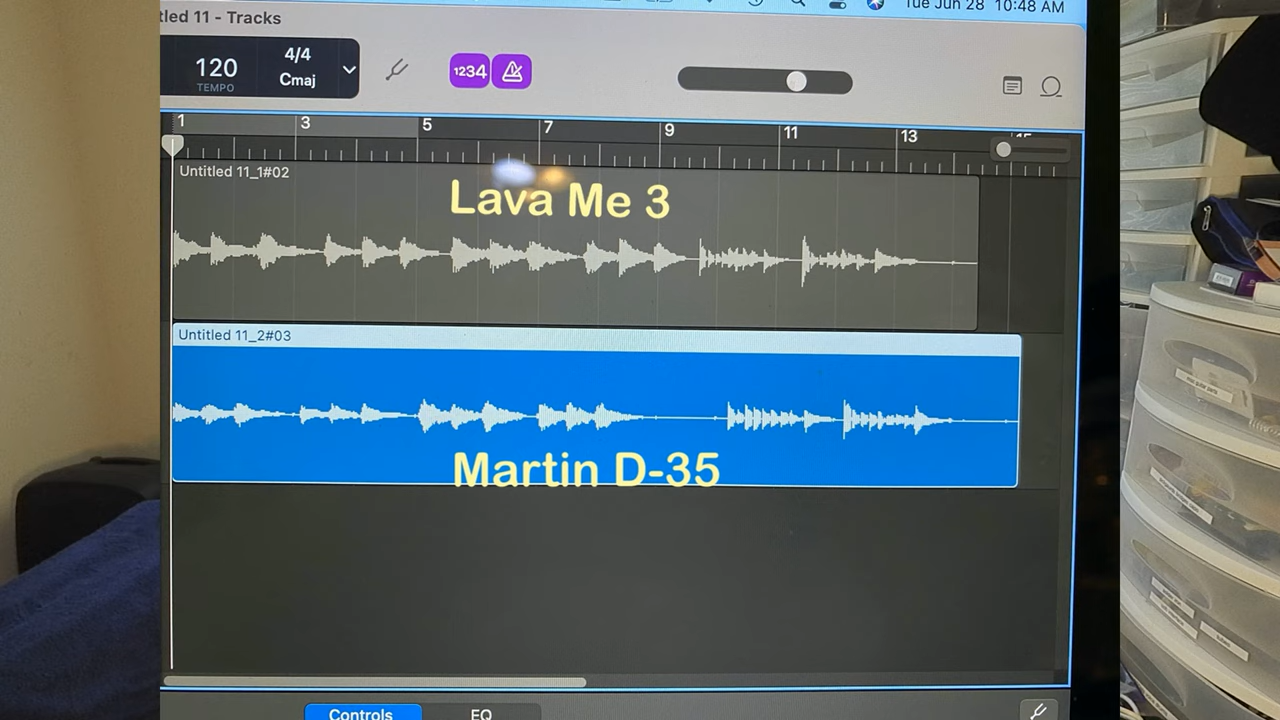 tled 11 - Tracks
Tue Jun 28 10:48 AM
120
TEMPO
4/4
Cmaj
1234
1 3 5 7 9 11 13
Untitled 11_1#02
Lava Me 3
Untitled 11_2#03
Martin D-35
Controls EQ